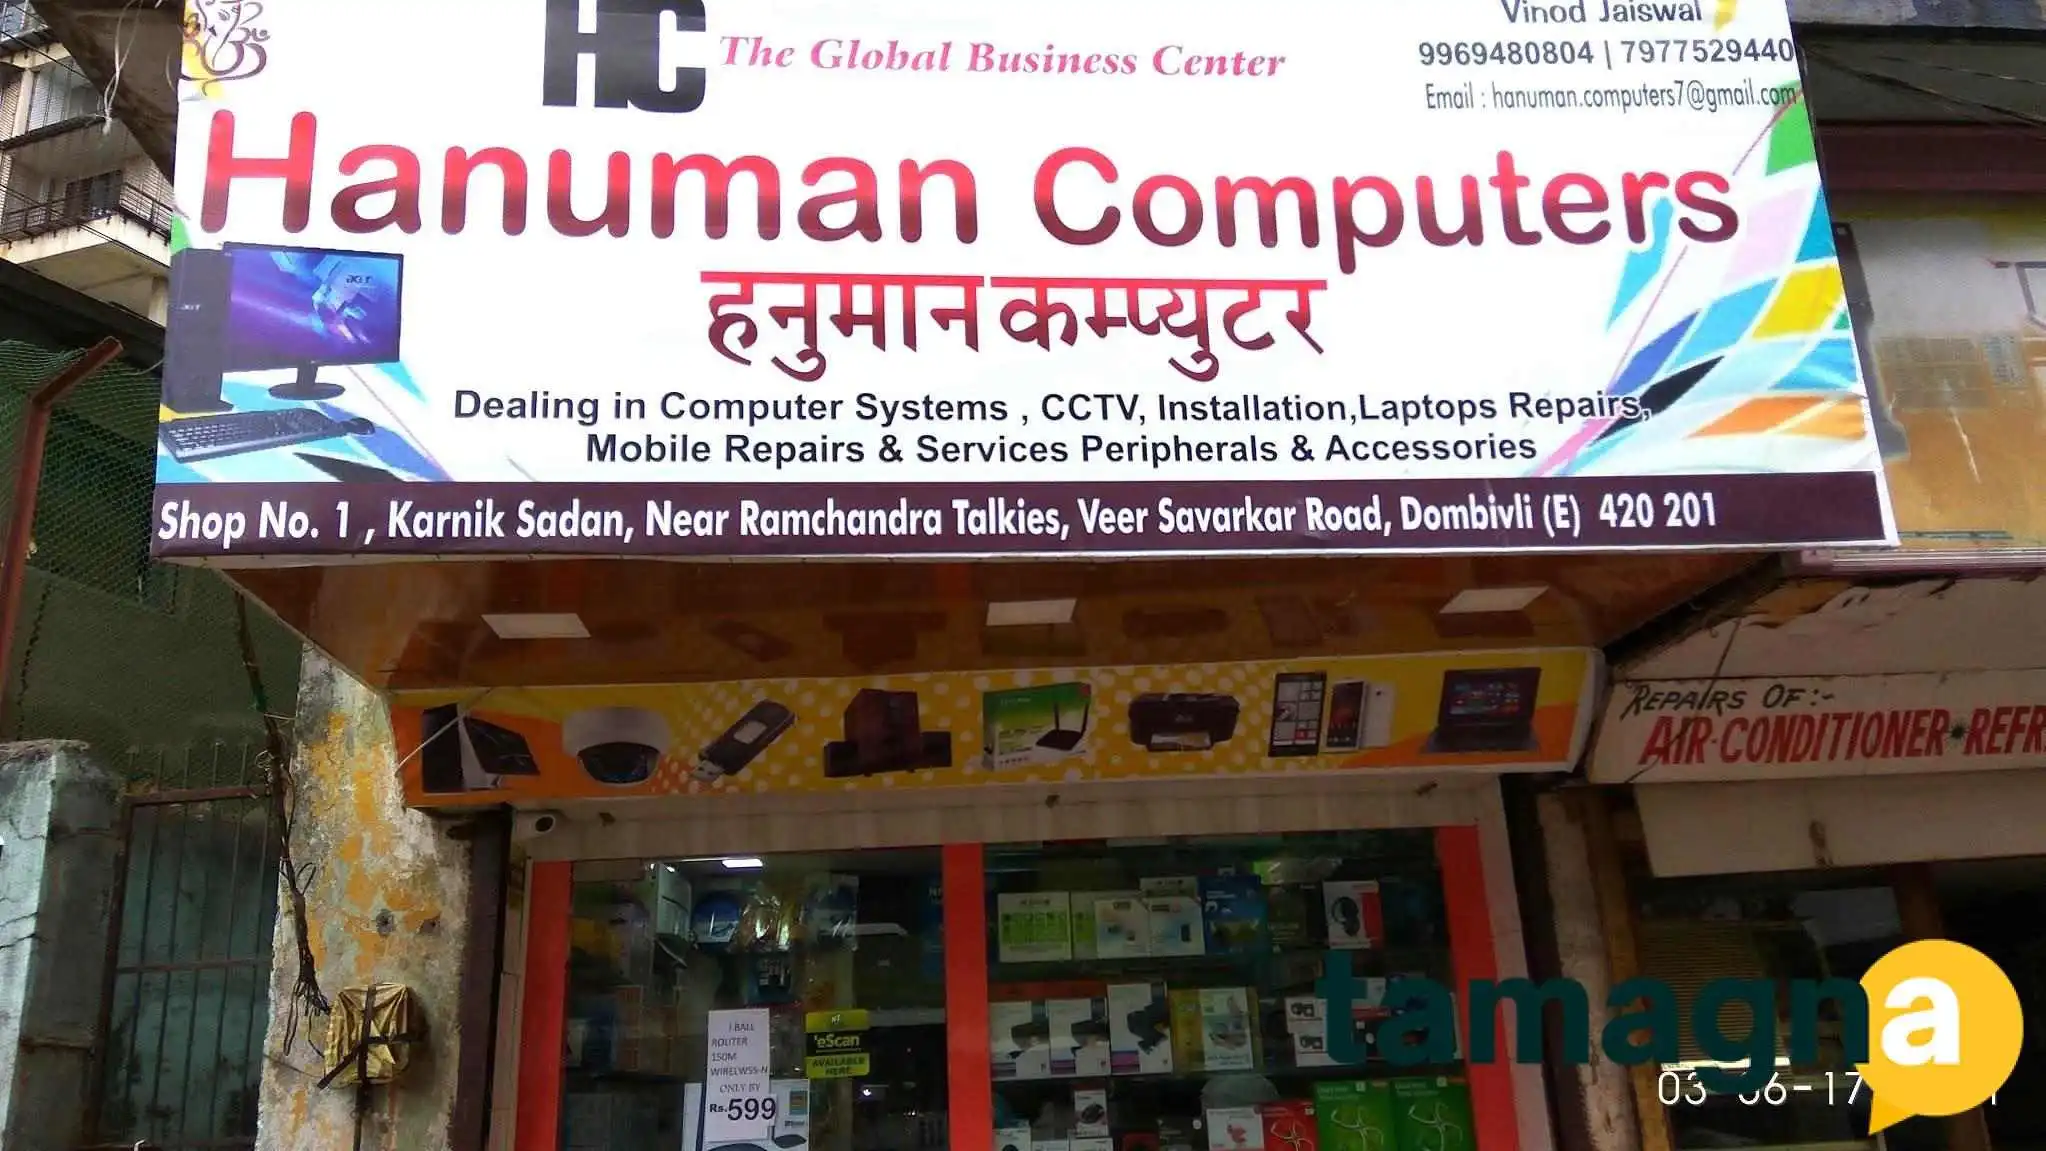 HC The Global Business Center
Vinod Jaiswal
9969480804 | 7977529440
Email : hanuman.computers7@gmail.com
Hanuman Computers
हनुमान कम्प्युटर
acer
Dealing in Computer Systems , CCTV, Installation,Laptops Repairs,
Mobile Repairs & Services Peripherals & Accessories
Shop No. 1 , Karnik Sadan, Near Ramchandra Talkies, Veer Savarkar Road, Dombivli (E) 420 201
REPAIRS OF:-
AIR-CONDITIONER*REFR
I BALL
ROUTER
150M
WIRELWSS-N
ONLY BY
Rs.599
eScan
AVAILABLE
HERE
tamagna